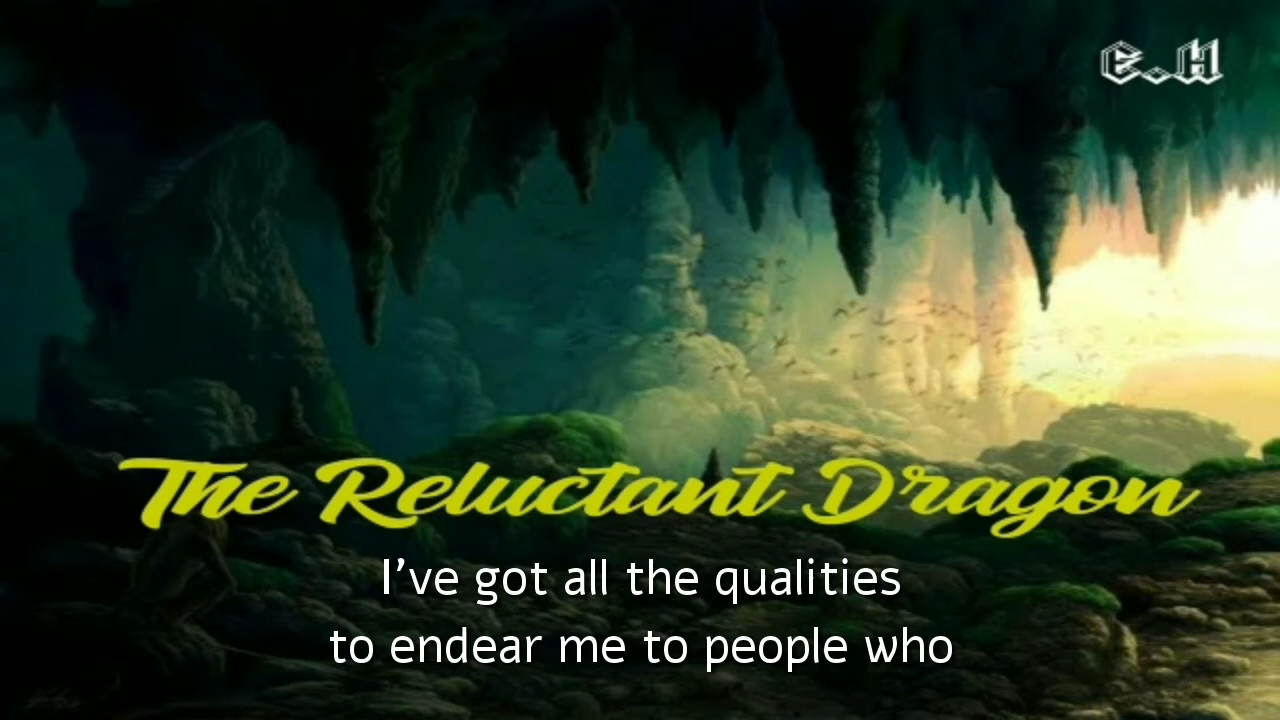 E.H
The Reluctant Dragon
I've got all the qualities
to endear me to people who